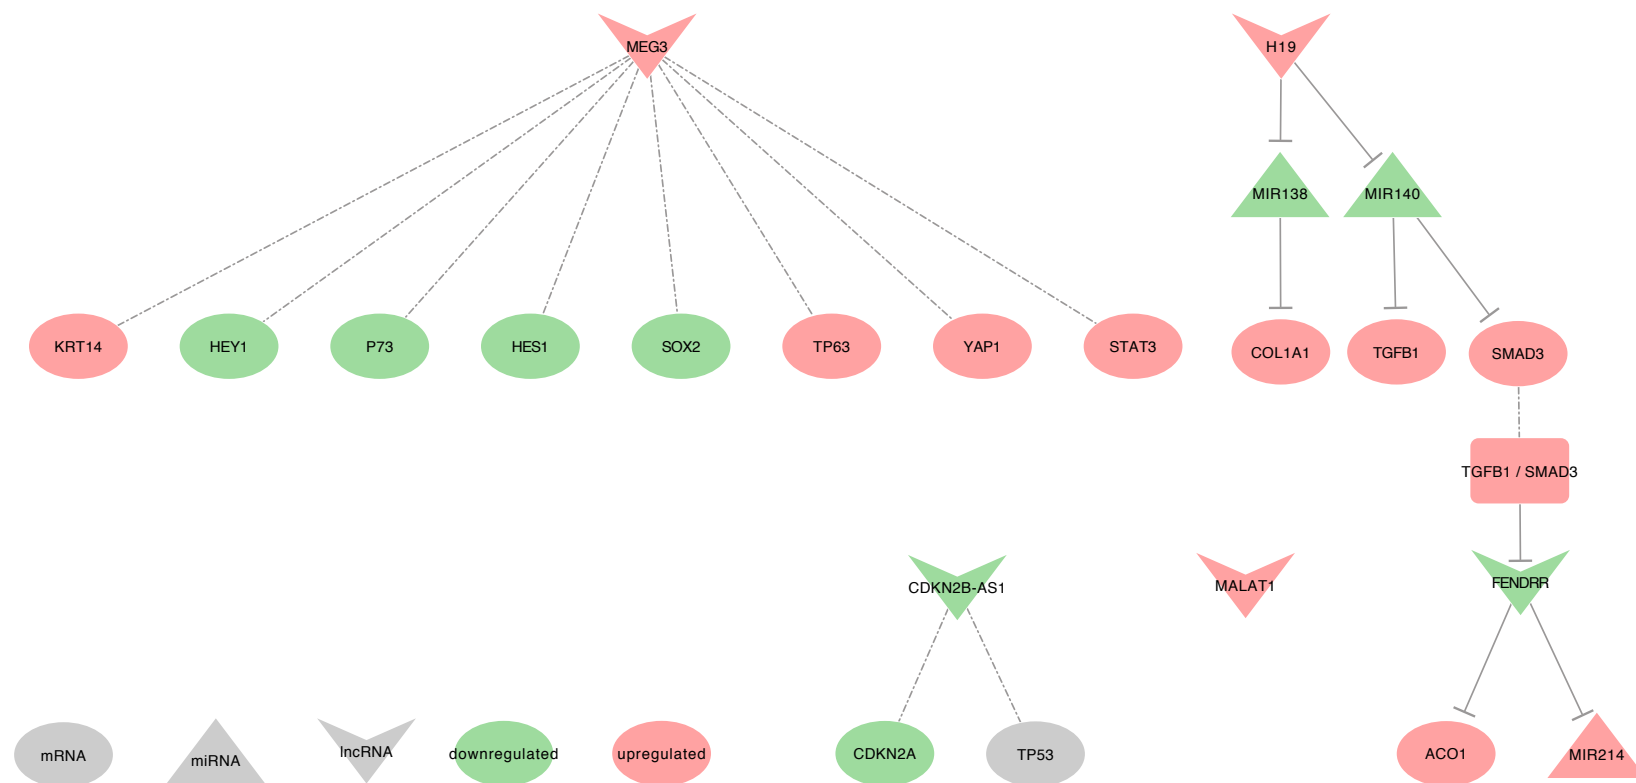 MEG3
H19
MIR138
MIR140
KRT14
HEY1
P73
HES1
SOX2
TP63
YAP1
STAT3
COL1A1
TGFB1
SMAD3
TGFB1 / SMAD3
CDKN2B-AS1
MALAT1
FENDRR
mRNA
miRNA
lncRNA
downregulated
upregulated
CDKN2A
TP53
ACO1
MIR214